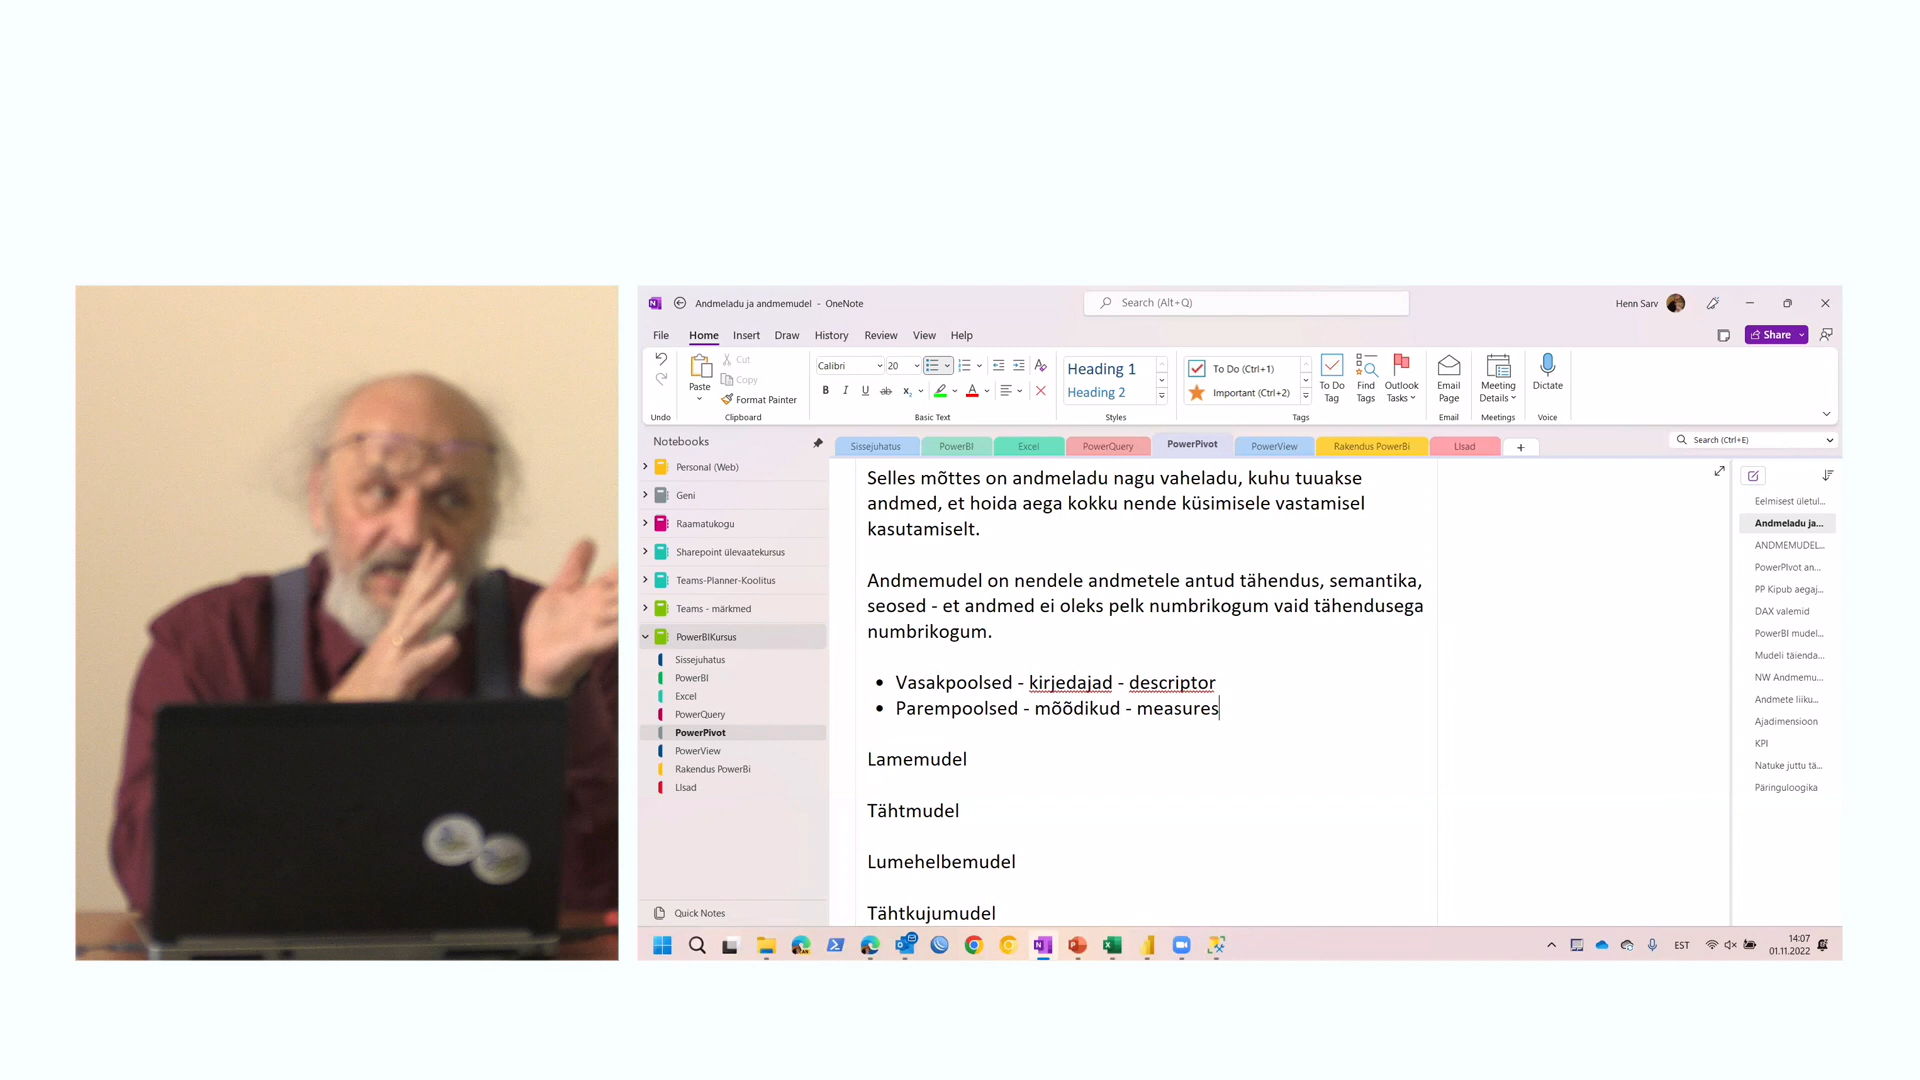 Andmeladu ja andmemudel - OneNote
Search (Alt+Q)
Henn Sarv
File Home Insert Draw History Review View Help
Share
Undo
Paste
Cut
Copy
Format Painter
Clipboard
Calibri 20
Basic Text
Heading 1
Heading 2
Styles
To Do (Ctrl+1)
Important (Ctrl+2)
Tags
To Do Tag
Find Tags
Outlook Tasks
Email Page
Email
Meeting Details
Meetings
Dictate
Voice
Notebooks
Sissejuhatus PowerBI Excel PowerQuery PowerPivot PowerView Rakendus PowerBi LIsad
Search (Ctrl+E)
Personal (Web)
Geni
Raamatukogu
Sharepoint ülevaatekursus
Teams-Planner-Koolitus
Teams - märkmed
PowerBIKursus
Sissejuhatus
PowerBI
Excel
PowerQuery
PowerPivot
PowerView
Rakendus PowerBi
LIsad
Quick Notes
Selles mõttes on andmeladu nagu vaheladu, kuhu tuuakse
andmed, et hoida aega kokku nende küsimisele vastamisel
kasutamiselt.
Andmemudel on nendele andmetele antud tähendus, semantika,
seosed - et andmed ei oleks pelk numbrikogum vaid tähendusega
numbrikogum.
• Vasakpoolsed - kirjedajad - descriptor
• Parempoolsed - mõõdikud - measures
Lamemudel
Tähtmudel
Lumehelbemudel
Tähtkujumudel
Eelmisest ületul...
Andmeladu ja...
ANDMEMUDEL...
PowerPIvot an...
PP Kipub aegaj...
DAX valemid
PowerBI mudel...
Mudeli täienda...
NW Andmemu...
Andmete liiku...
Ajadimensioon
KPI
Natuke juttu tä...
Päringuloogika
EST
14:07
01.11.2022